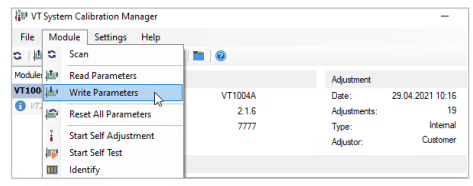 VT System Calibration Manager
File Module Settings Help
Scan
Read Parameters
Write Parameters
Reset All Parameters
Start Self Adjustment
Start Self Test
Identify
Modules
VT100
VT1004A
2.1.6
7777
Adjustment
Date: 29.04.2021 10:16
Adjustments: 19
Type: Internal
Adjustor: Customer